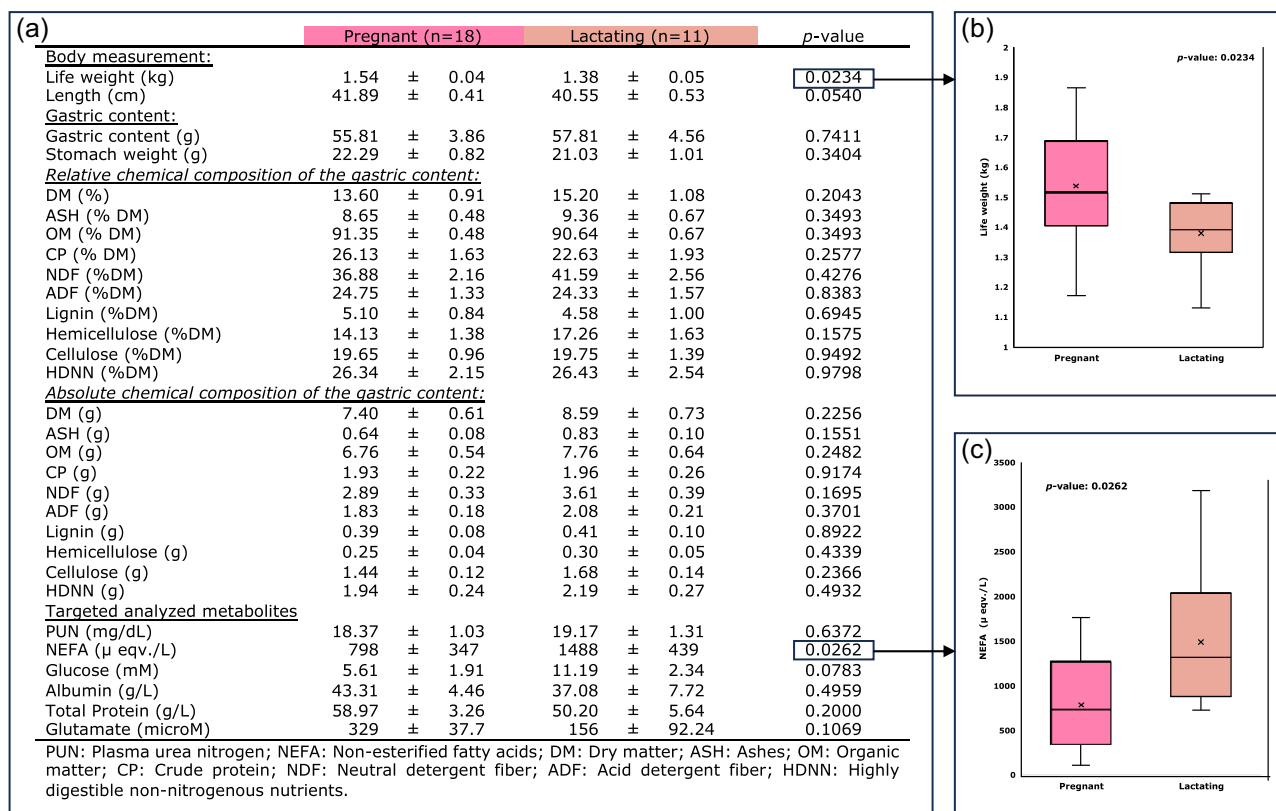 (a)
Pregnant (n=18) Lactating (n=11) p-value
Body measurement:
Life weight (kg) 1.54 ± 0.04 1.38 ± 0.05 0.0234
Length (cm) 41.89 ± 0.41 40.55 ± 0.53 0.0540
Gastric content:
Gastric content (g) 55.81 ± 3.86 57.81 ± 4.56 0.7411
Stomach weight (g) 22.29 ± 0.82 21.03 ± 1.01 0.3404
Relative chemical composition of the gastric content:
DM (%) 13.60 ± 0.91 15.20 ± 1.08 0.2043
ASH (% DM) 8.65 ± 0.48 9.36 ± 0.67 0.3493
OM (% DM) 91.35 ± 0.48 90.64 ± 0.67 0.3493
CP (% DM) 26.13 ± 1.63 22.63 ± 1.93 0.2577
NDF (%DM) 36.88 ± 2.16 41.59 ± 2.56 0.4276
ADF (%DM) 24.75 ± 1.33 24.33 ± 1.57 0.8383
Lignin (%DM) 5.10 ± 0.84 4.58 ± 1.00 0.6945
Hemicellulose (%DM) 14.13 ± 1.38 17.26 ± 1.63 0.1575
Cellulose (%DM) 19.65 ± 0.96 19.75 ± 1.39 0.9492
HDNN (%DM) 26.34 ± 2.15 26.43 ± 2.54 0.9798
Absolute chemical composition of the gastric content:
DM (g) 7.40 ± 0.61 8.59 ± 0.73 0.2256
ASH (g) 0.64 ± 0.08 0.83 ± 0.10 0.1551
OM (g) 6.76 ± 0.54 7.76 ± 0.64 0.2482
CP (g) 1.93 ± 0.22 1.96 ± 0.26 0.9174
NDF (g) 2.89 ± 0.33 3.61 ± 0.39 0.1695
ADF (g) 1.83 ± 0.18 2.08 ± 0.21 0.3701
Lignin (g) 0.39 ± 0.08 0.41 ± 0.10 0.8922
Hemicellulose (g) 0.25 ± 0.04 0.30 ± 0.05 0.4339
Cellulose (g) 1.44 ± 0.12 1.68 ± 0.14 0.2366
HDNN (g) 1.94 ± 0.24 2.19 ± 0.27 0.4932
Targeted analyzed metabolites
PUN (mg/dL) 18.37 ± 1.03 19.17 ± 1.31 0.6372
NEFA (µ eqv./L) 798 ± 347 1488 ± 439 0.0262
Glucose (mM) 5.61 ± 1.91 11.19 ± 2.34 0.0783
Albumin (g/L) 43.31 ± 4.46 37.08 ± 7.72 0.4959
Total Protein (g/L) 58.97 ± 3.26 50.20 ± 5.64 0.2000
Glutamate (microM) 329 ± 37.7 156 ± 92.24 0.1069
PUN: Plasma urea nitrogen; NEFA: Non-esterified fatty acids; DM: Dry matter; ASH: Ashes; OM: Organic
matter; CP: Crude protein; NDF: Neutral detergent fiber; ADF: Acid detergent fiber; HDNN: Highly
digestible non-nitrogenous nutrients.
(b)
p-value: 0.0234
Life weight (kg)
2
1.9
1.8
1.7
1.6
1.5
1.4
1.3
1.2
1.1
1
Pregnant Lactating
(c)
p-value: 0.0262
NEFA (µ eqv./L)
3500
3000
2500
2000
1500
1000
500
0
Pregnant Lactating